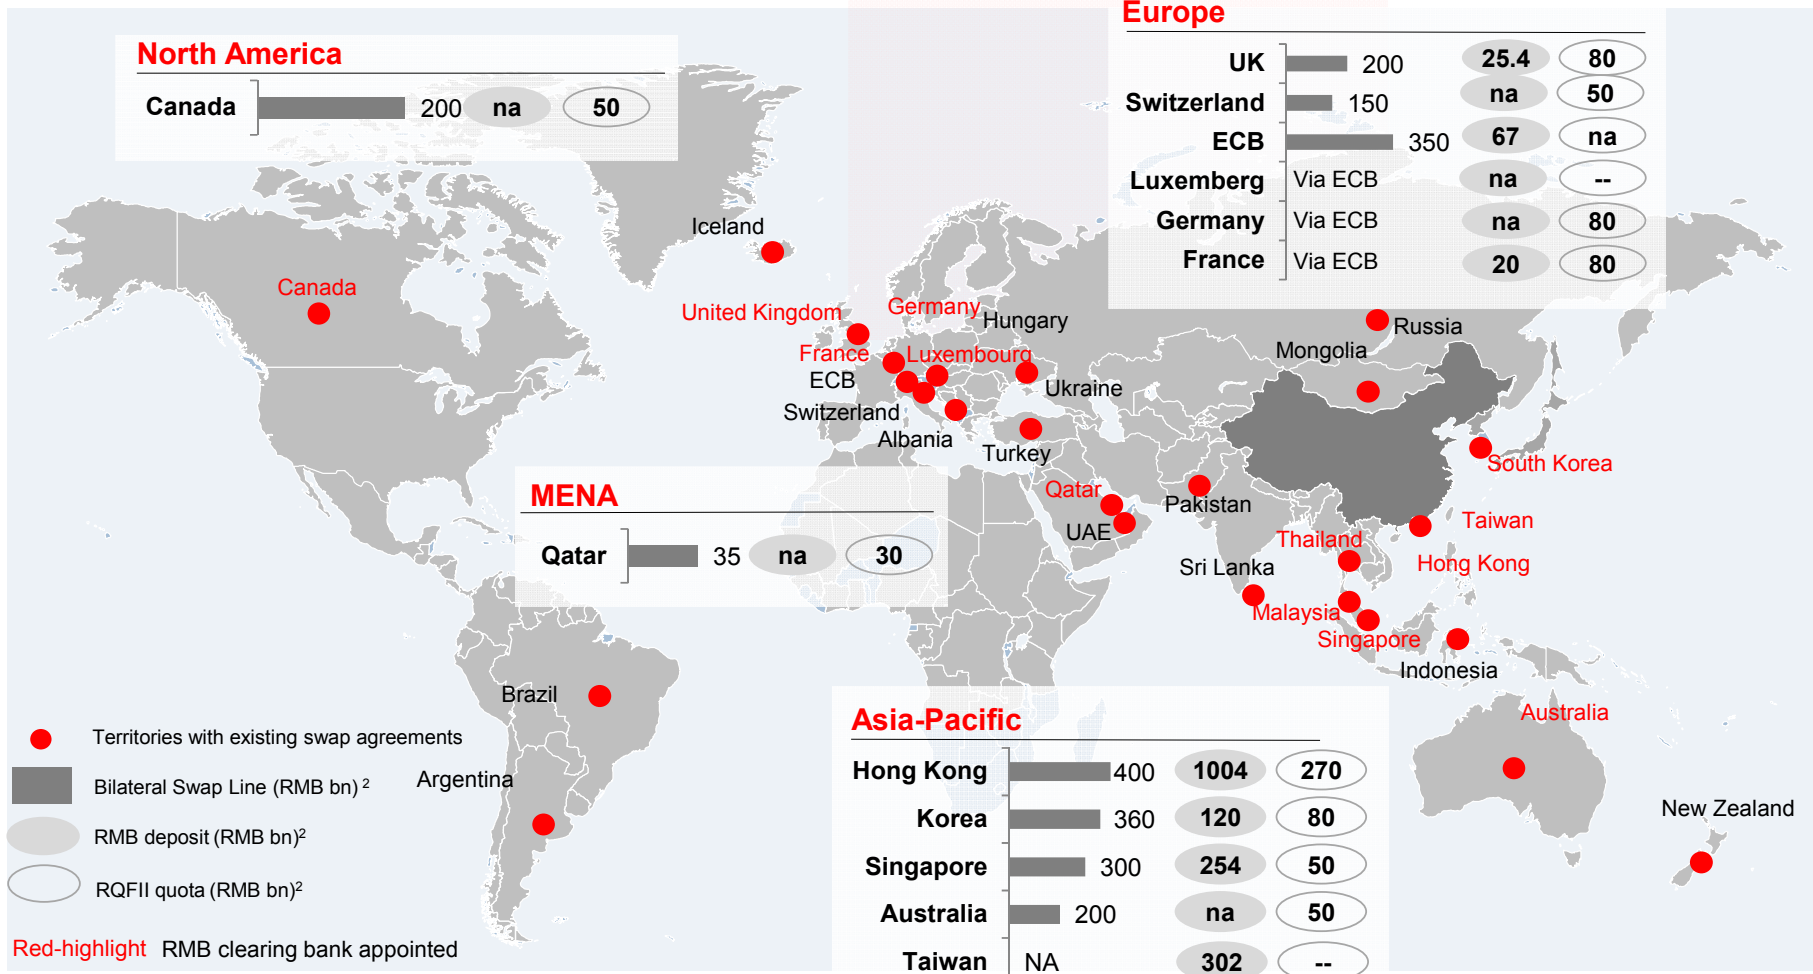 North America
Canada 200 na 50
Europe
UK 200 25.4 80
Switzerland 150 na 50
ECB 350 67 na
Luxemberg Via ECB na --
Germany Via ECB na 80
France Via ECB 20 80
Iceland
Canada
United Kingdom
Germany
Hungary
Russia
France
Luxembourg
Mongolia
ECB
Ukraine
Switzerland
Albania
Turkey
South Korea
MENA
Qatar 35 na 30
Qatar
Pakistan
UAE
Taiwan
Thailand
Hong Kong
Sri Lanka
Malaysia
Singapore
Indonesia
Brazil
Australia
Argentina
New Zealand
Asia-Pacific
Hong Kong 400 1004 270
Korea 360 120 80
Singapore 300 254 50
Australia 200 na 50
Taiwan NA 302 --
Territories with existing swap agreements
Bilateral Swap Line (RMB bn) 2
RMB deposit (RMB bn)2
RQFII quota (RMB bn)2
Red-highlight RMB clearing bank appointed